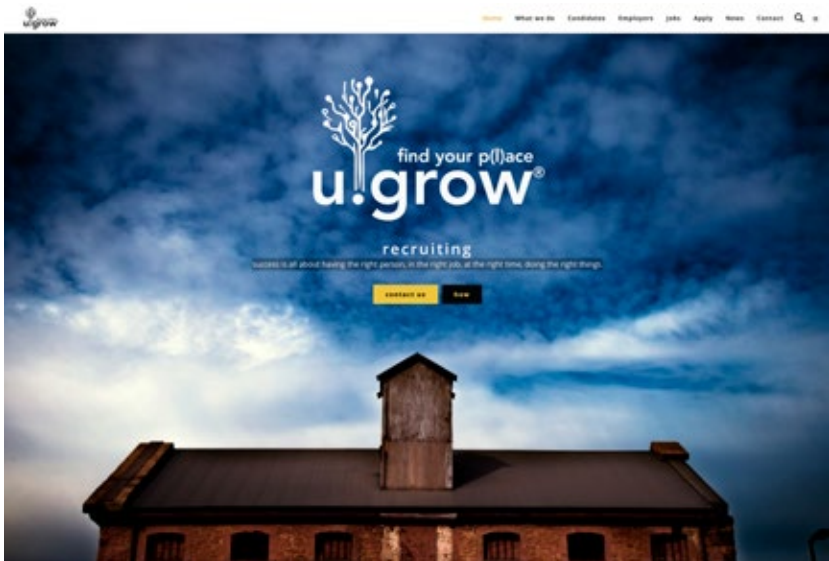 u.grow
Home What we do Candidates Employers Jobs Apply News Contact
find your p(l)ace
u.grow®
recruiting
success is all about having the right person, in the right job, at the right time, doing the right things.
contact us how